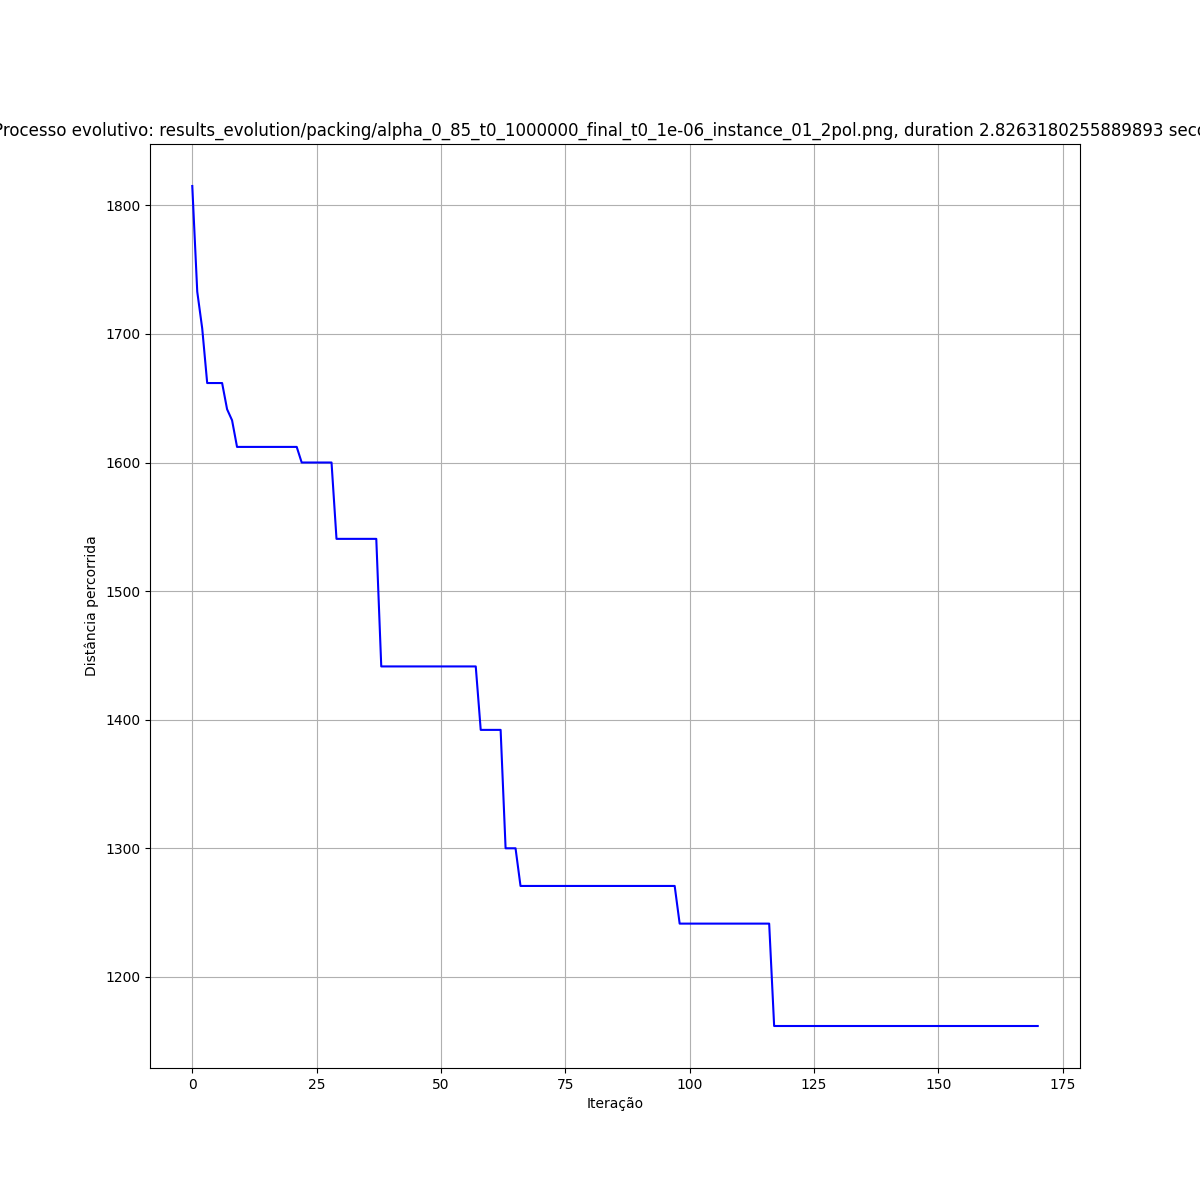 Processo evolutivo: results_evolution/packing/alpha_0_85_t0_1000000_final_t0_1e-06_instance_01_2pol.png, duration 2.8263180255889893 seco
1800
1700
1600
1500
1400
1300
1200
Distância percorrida
0 25 50 75 100 125 150 175
Iteração